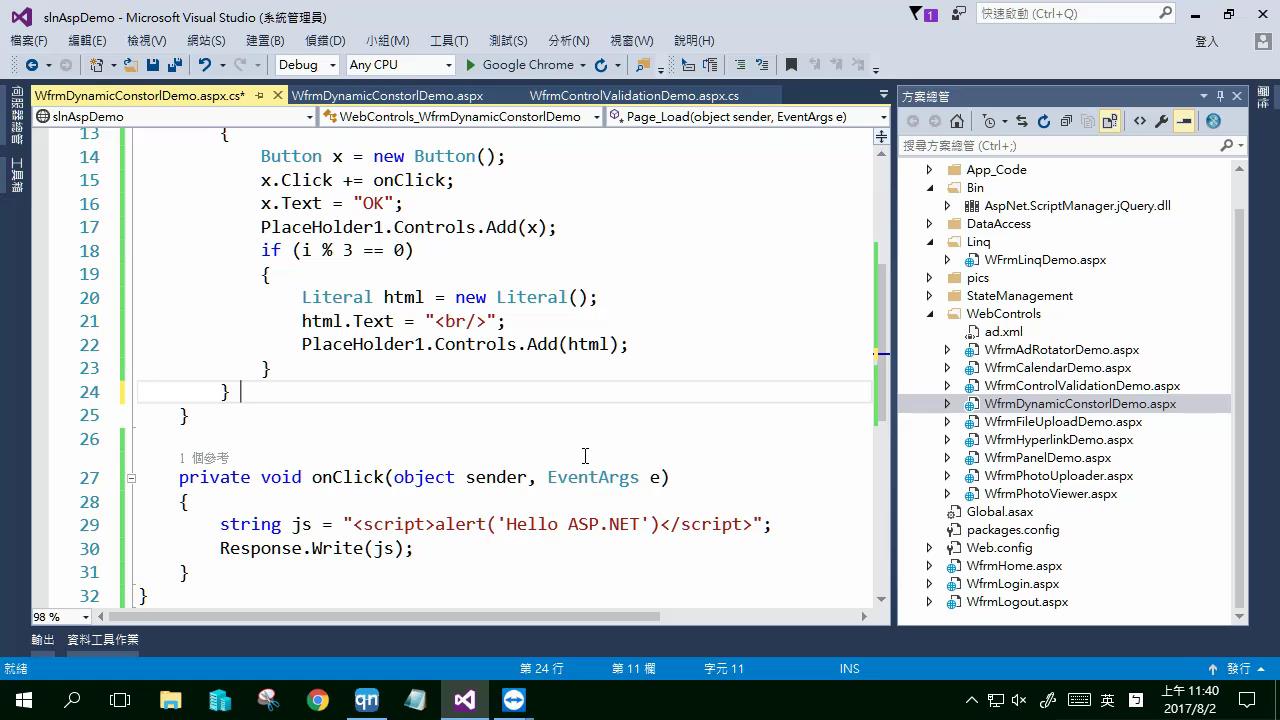 slnAspDemo - Microsoft Visual Studio (系統管理員)
1
快速啟動 (Ctrl+Q)
檔案(F) 編輯(E) 檢視(V) 網站(S) 建置(B) 偵錯(D) 小組(M) 工具(T) 測試(S) 分析(N) 視窗(W) 說明(H)
登入
Debug Any CPU Google Chrome
WfrmDynamicConstorlDemo.aspx.cs* WfrmDynamicConstorlDemo.aspx WfrmControlValidationDemo.aspx.cs
slnAspDemo WebControls_WfrmDynamicConstorlDemo Page_Load(object sender, EventArgs e)
伺服器總管
工具箱
13 {
14 Button x = new Button();
15 x.Click += onClick;
16 x.Text = "OK";
17 PlaceHolder1.Controls.Add(x);
18 if (i % 3 == 0)
19 {
20 Literal html = new Literal();
21 html.Text = "<br/>";
22 PlaceHolder1.Controls.Add(html);
23 }
24 }
25 }
26
1 個參考
27 private void onClick(object sender, EventArgs e)
28 {
29 string js = "<script>alert('Hello ASP.NET')</script>";
30 Response.Write(js);
31 }
32 }
98 %
方案總管
搜尋方案總管 (Ctrl+;)
App_Code
Bin
AspNet.ScriptManager.jQuery.dll
DataAccess
Linq
WFrmLinqDemo.aspx
pics
StateManagement
WebControls
ad.xml
WfrmAdRotatorDemo.aspx
WfrmCalendarDemo.aspx
WfrmControlValidationDemo.aspx
WfrmDynamicConstorlDemo.aspx
WfrmFileUploadDemo.aspx
WfrmHyperlinkDemo.aspx
WfrmPanelDemo.aspx
WfrmPhotoUploader.aspx
WfrmPhotoViewer.aspx
Global.asax
packages.config
Web.config
WfrmHome.aspx
WfrmLogin.aspx
WfrmLogout.aspx
輸出 資料工具作業
就緒 第 24 行 第 11 欄 字元 11 INS 發行
qn
英
上午 11:40
2017/8/2